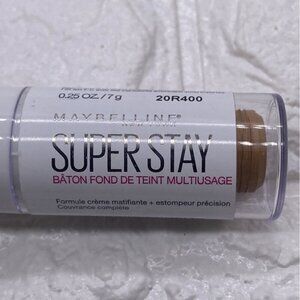 0.25 OZ./7g 20R400
MAYBELLINE
SUPER STAY
BÂTON FOND DE TEINT MULTIUSAGE
Formule crème matifiante + estompeur précision
Couvrance complète